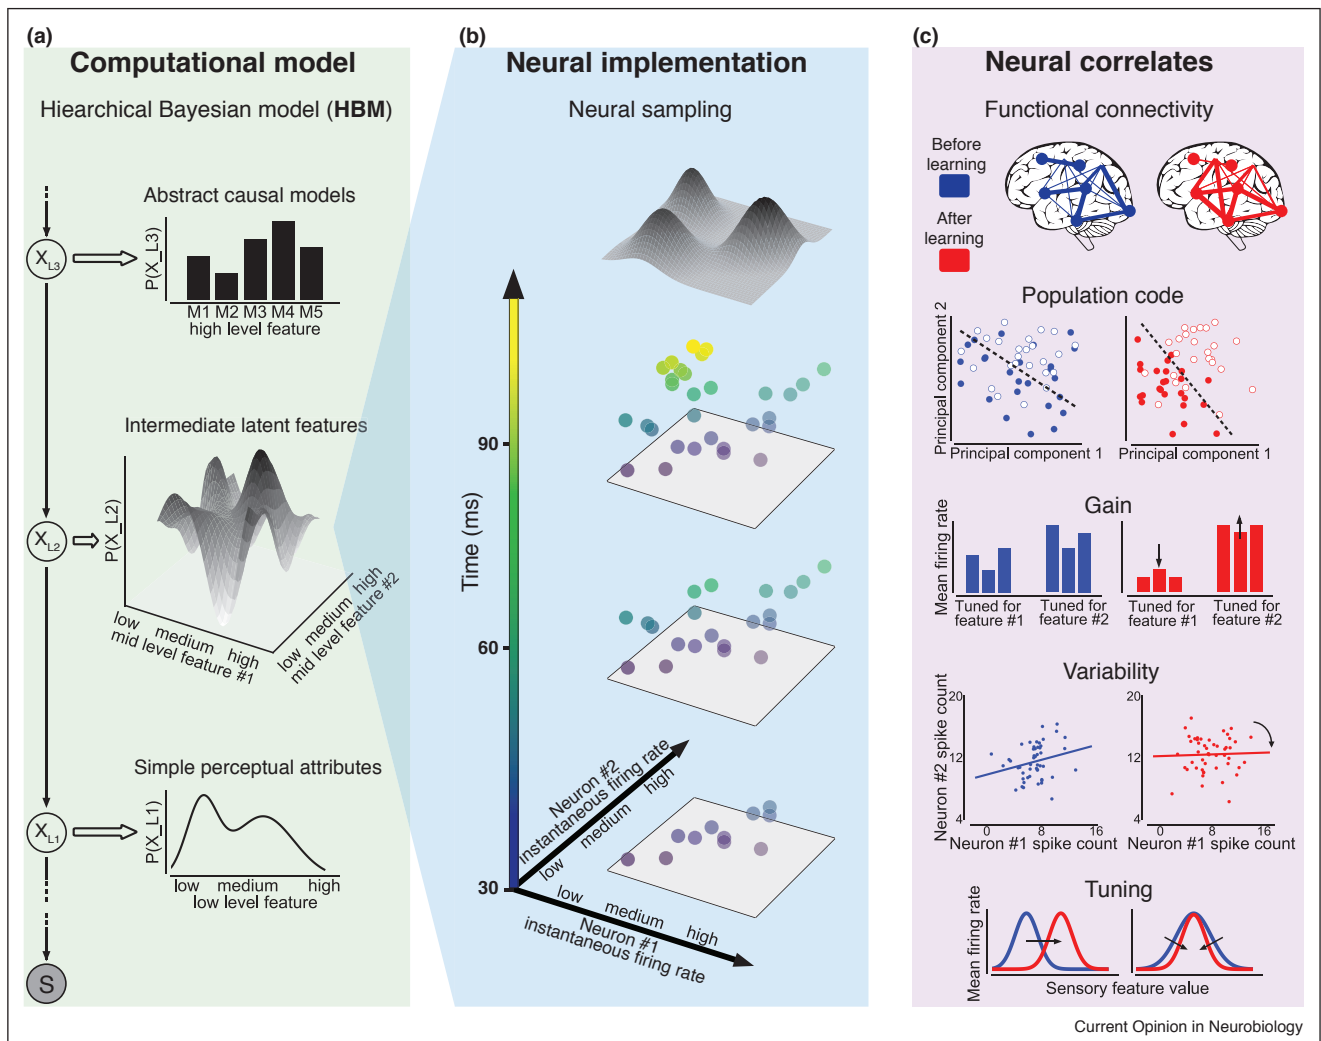 (a)
Computational model
Hiearchical Bayesian model (HBM)
Abstract causal models
X_L3
P(X_L3)
M1 M2 M3 M4 M5
high level feature
Intermediate latent features
X_L2
P(X_L2)
low medium high
mid level feature #1
low medium high
mid level feature #2
Simple perceptual attributes
X_L1
P(X_L1)
low medium high
low level feature
S
(b)
Neural implementation
Neural sampling
Time (ms)
90
60
30
Neuron #2
instantaneous firing rate
low medium high
low medium high
Neuron #1
instantaneous firing rate
(c)
Neural correlates
Functional connectivity
Before
learning
After
learning
Population code
Principal component 2
Principal component 1
Principal component 1
Gain
Mean firing rate
Tuned for
feature #1
Tuned for
feature #2
Tuned for
feature #1
Tuned for
feature #2
Variability
Neuron #2 spike count
20
12
4
0 8 16
Neuron #1 spike count
20
12
4
0 8 16
Neuron #1 spike count
Tuning
Mean firing rate
Sensory feature value
Current Opinion in Neurobiology